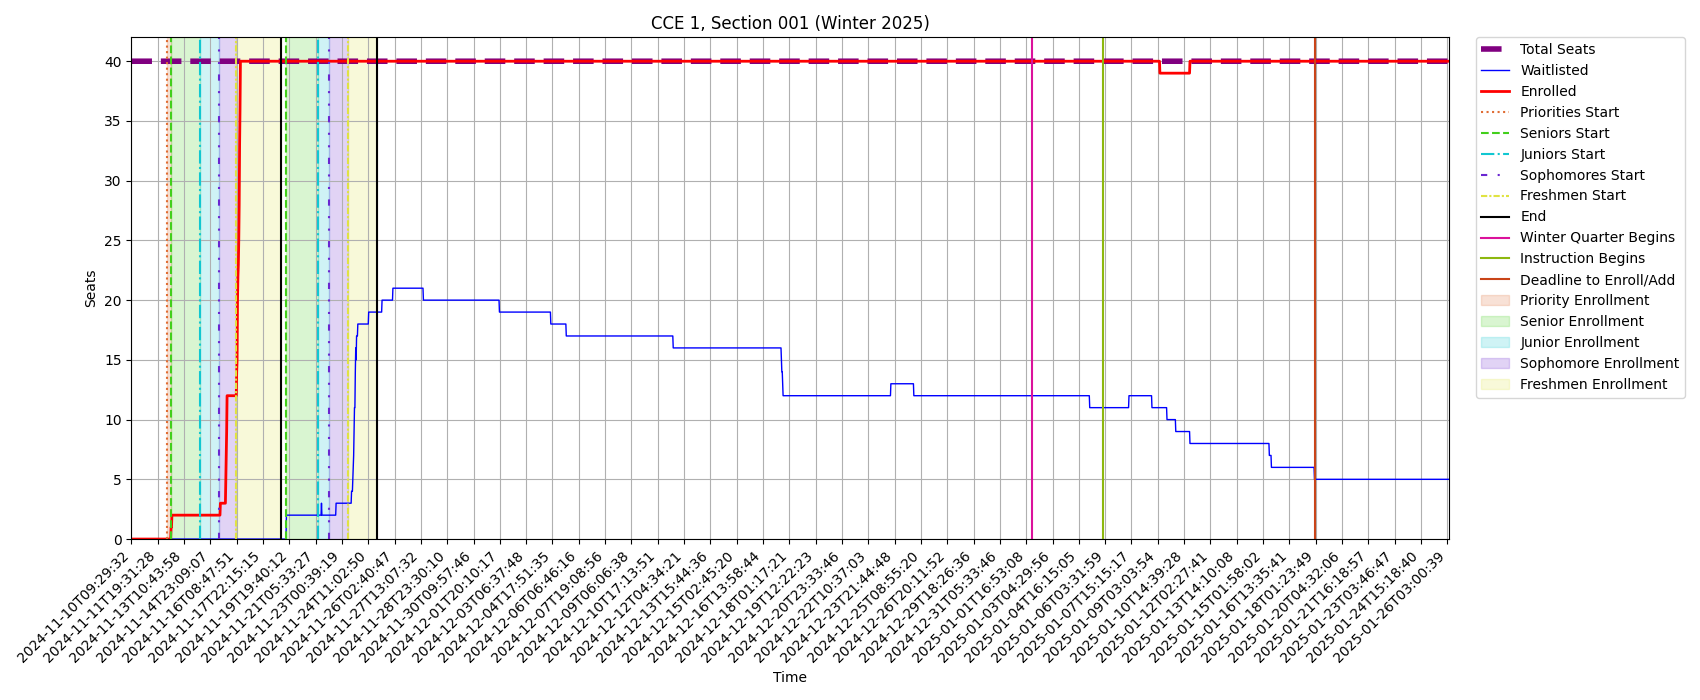 CCE 1, Section 001 (Winter 2025)
Seats
40
35
30
25
20
15
10
5
0
2024-11-10T09:29:32
2024-11-11T19:31:28
2024-11-13T10:43:58
2024-11-14T23:09:07
2024-11-16T08:47:51
2024-11-17T22:15:15
2024-11-19T19:40:12
2024-11-21T05:33:27
2024-11-23T00:39:19
2024-11-24T11:02:50
2024-11-26T02:40:47
2024-11-27T13:07:32
2024-11-28T23:30:10
2024-11-30T09:57:46
2024-12-01T20:10:17
2024-12-03T06:37:48
2024-12-04T17:51:35
2024-12-06T06:46:16
2024-12-07T19:08:56
2024-12-09T06:06:38
2024-12-10T17:13:51
2024-12-12T04:34:21
2024-12-13T15:44:36
2024-12-15T02:45:20
2024-12-16T13:58:44
2024-12-18T01:17:21
2024-12-19T12:22:23
2024-12-20T23:33:46
2024-12-22T10:37:03
2024-12-23T21:44:48
2024-12-25T08:55:20
2024-12-26T20:11:52
2024-12-29T18:26:36
2024-12-31T05:33:46
2025-01-01T16:53:08
2025-01-03T04:29:56
2025-01-04T16:15:05
2025-01-06T03:31:59
2025-01-07T15:15:17
2025-01-09T03:03:54
2025-01-10T14:39:28
2025-01-12T02:27:41
2025-01-13T14:10:08
2025-01-15T01:58:02
2025-01-16T13:35:41
2025-01-18T01:23:49
2025-01-20T04:32:06
2025-01-21T16:18:57
2025-01-23T03:46:47
2025-01-24T15:18:40
2025-01-26T03:00:39
Time
Total Seats
Waitlisted
Enrolled
Priorities Start
Seniors Start
Juniors Start
Sophomores Start
Freshmen Start
End
Winter Quarter Begins
Instruction Begins
Deadline to Enroll/Add
Priority Enrollment
Senior Enrollment
Junior Enrollment
Sophomore Enrollment
Freshmen Enrollment